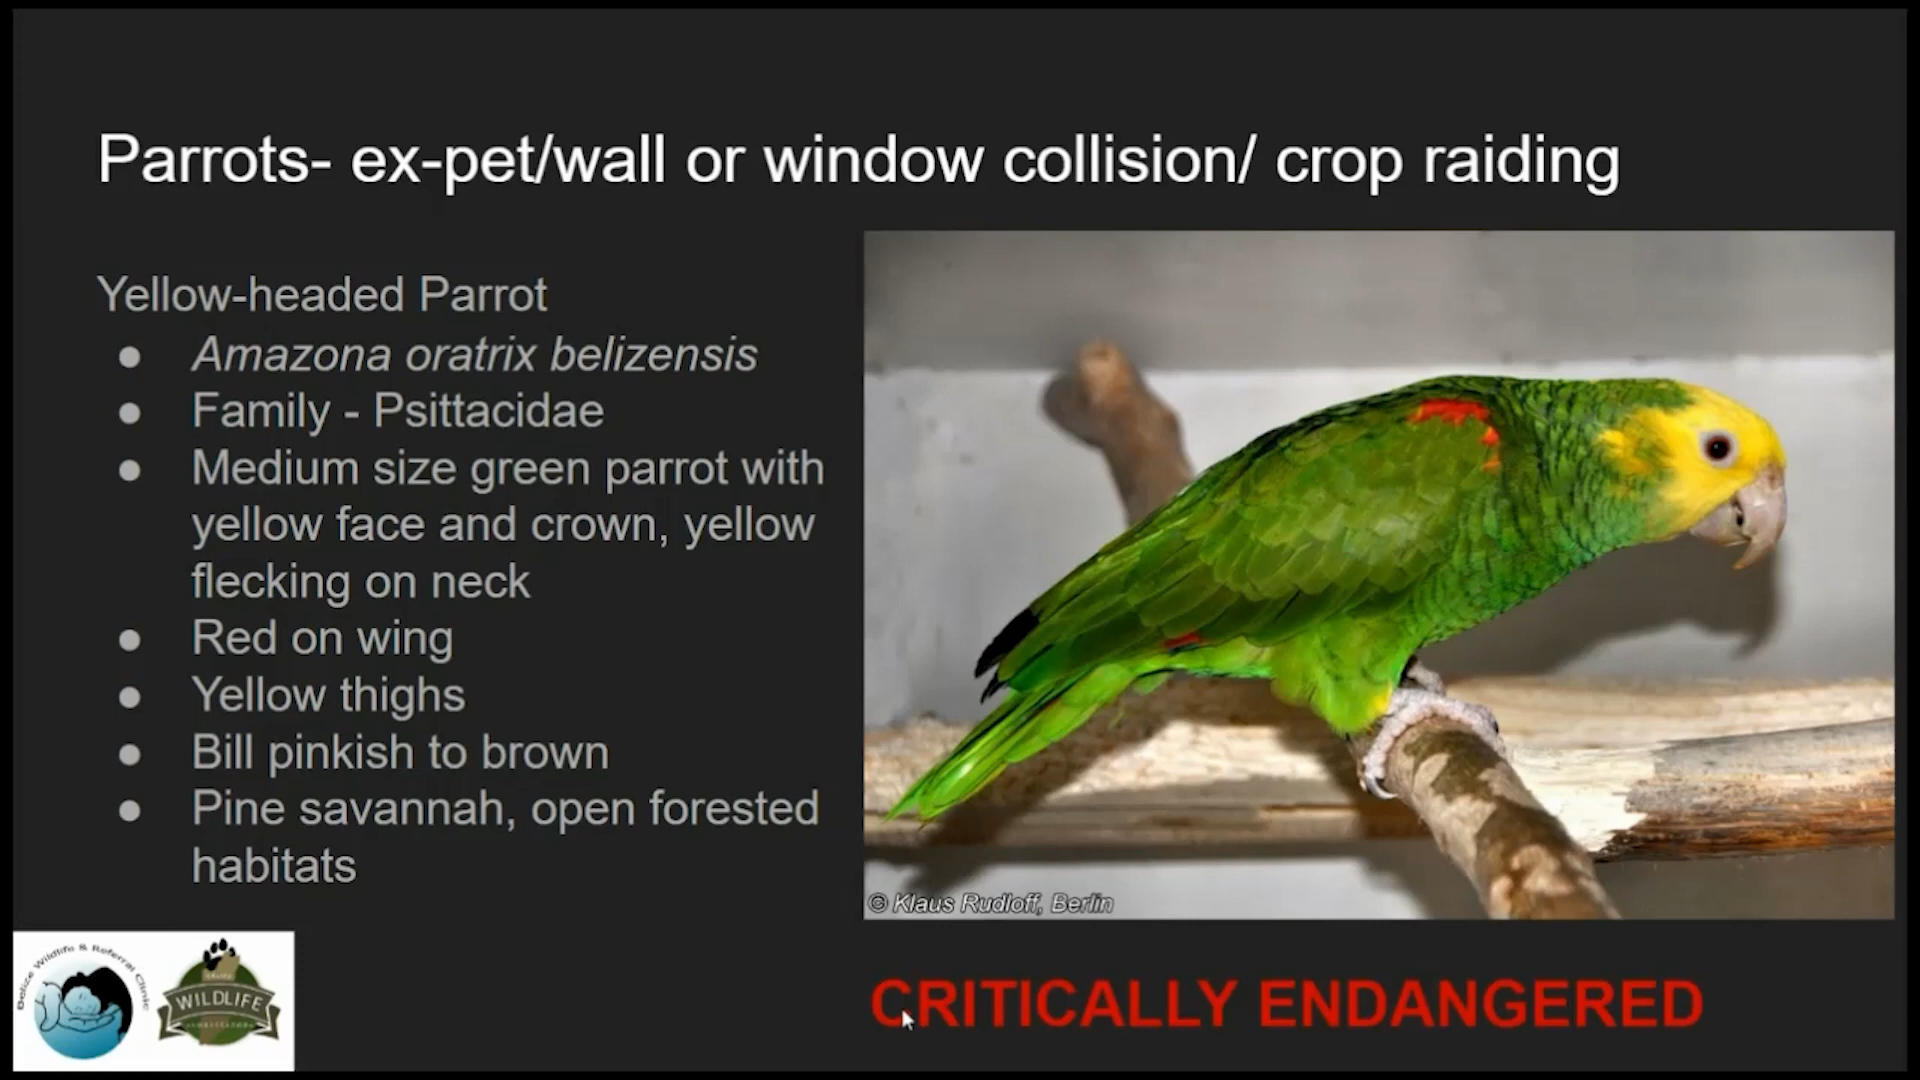 Parrots- ex-pet/wall or window collision/ crop raiding
Yellow-headed Parrot
● Amazona oratrix belizensis
● Family - Psittacidae
● Medium size green parrot with
yellow face and crown, yellow
flecking on neck
● Red on wing
● Yellow thighs
● Bill pinkish to brown
● Pine savannah, open forested
habitats
© Klaus Rudloff, Berlin
CRITICALLY ENDANGERED
Belize Wildlife & Referral Clinic
WILDLIFE